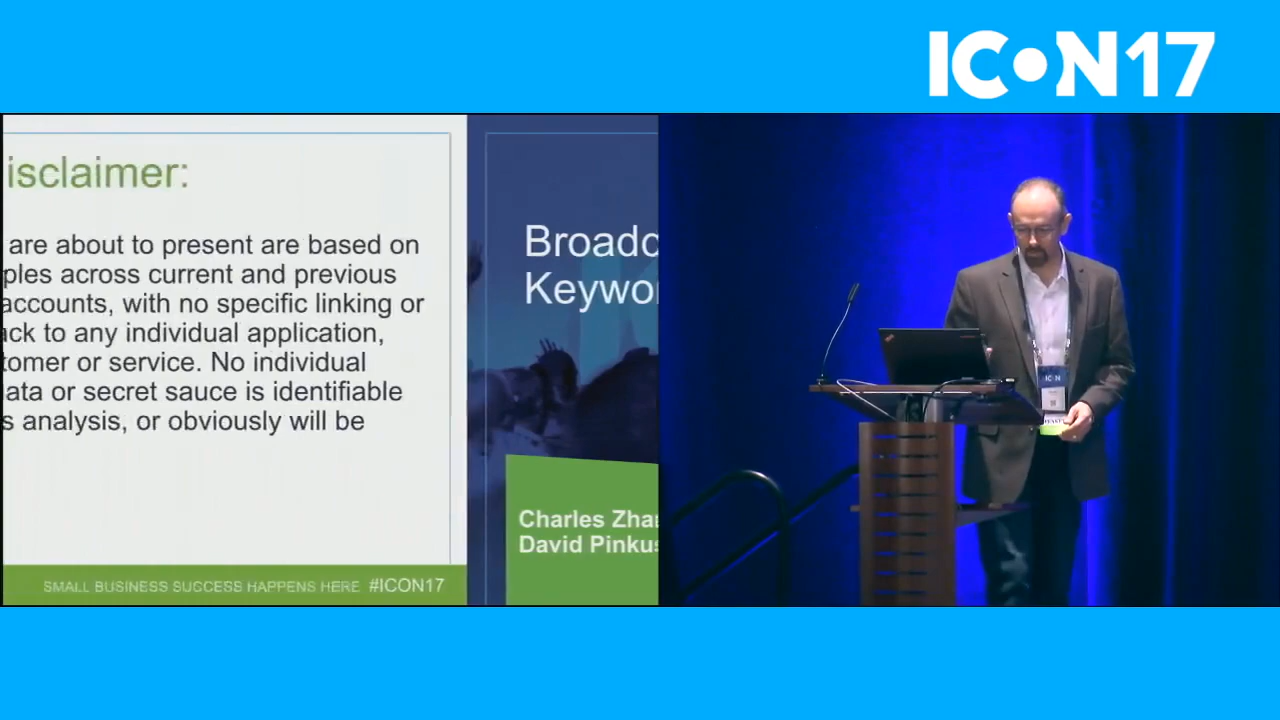 ICON17
isclaimer:
are about to present are based on
ples across current and previous
accounts, with no specific linking or
ck to any individual application,
tomer or service. No individual
ata or secret sauce is identifiable
s analysis, or obviously will be
SMALL BUSINESS SUCCESS HAPPENS HERE #ICON17
Broadc
Keywor
Charles Zha
David Pinkus
ICON